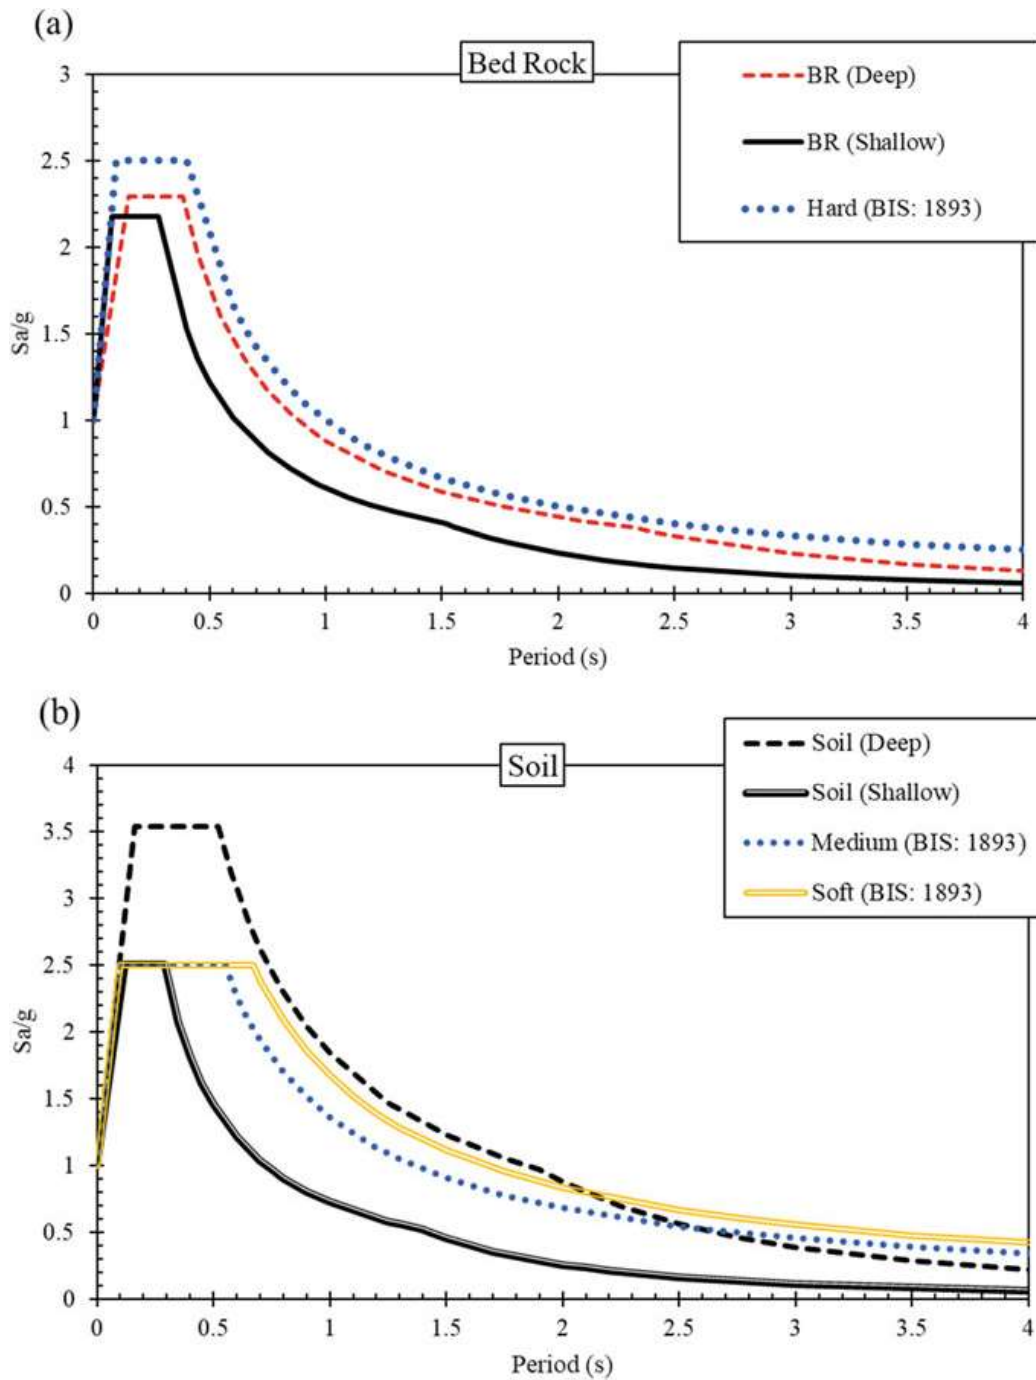 (a)
Bed Rock
BR (Deep)
BR (Shallow)
Hard (BIS: 1893)
3
2.5
2
1.5
1
0.5
0
Sa/g
0 0.5 1 1.5 2 2.5 3 3.5 4
Period (s)
(b)
Soil
Soil (Deep)
Soil (Shallow)
Medium (BIS: 1893)
Soft (BIS: 1893)
4
3.5
3
2.5
2
1.5
1
0.5
0
Sa/g
0 0.5 1 1.5 2 2.5 3 3.5 4
Period (s)